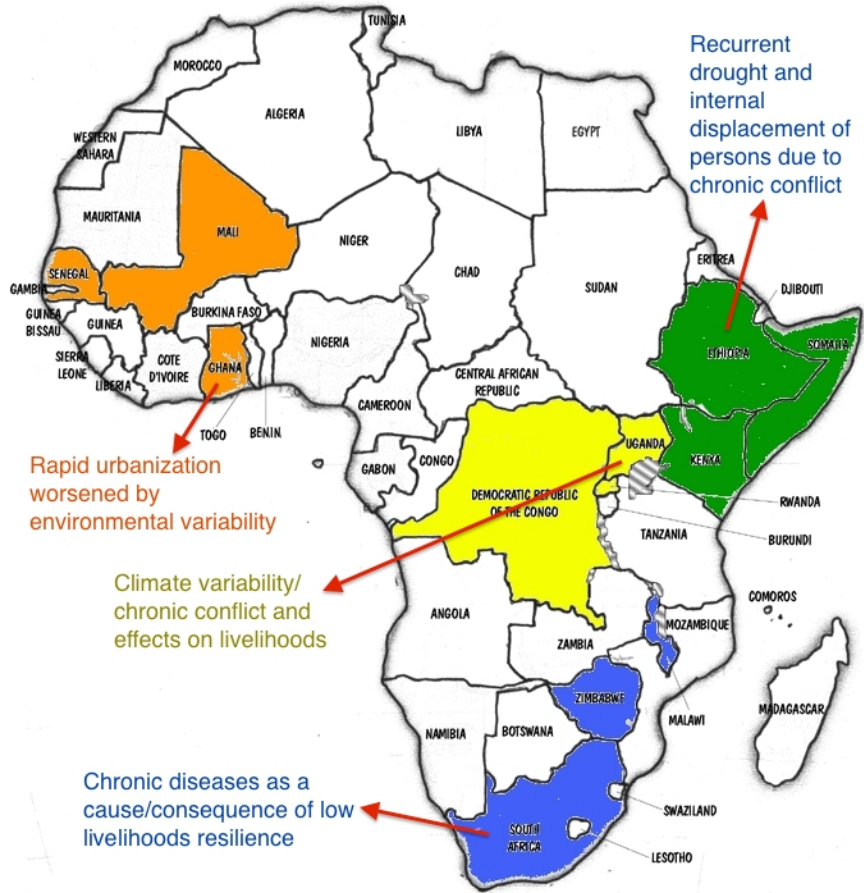 TUNISIA
MOROCCO
ALGERIA
LIBYA
EGYPT
WESTERN
SAHARA
MAURITANIA
MALI
NIGER
CHAD
SUDAN
ERITREA
DJIBOUTI
SENEGAL
GAMBIA
GUINEA
BISSAU
GUINEA
BURKINA FASO
SIERRA
LEONE
LIBERIA
COTE
D'IVOIRE
GHANA
TOGO
BENIN
NIGERIA
CAMEROON
CENTRAL AFRICAN
REPUBLIC
ETHIOPIA
SOMALIA
UGANDA
KENYA
GABON
CONGO
DEMOCRATIC REPUBLIC
OF THE CONGO
RWANDA
BURUNDI
TANZANIA
COMOROS
ANGOLA
ZAMBIA
MOZAMBIQUE
MALAWI
ZIMBABWE
NAMIBIA
BOTSWANA
MADAGASCAR
SWAZILAND
LESOTHO
SOUTH
AFRICA
Recurrent
drought and
internal
displacement of
persons due to
chronic conflict
Rapid urbanization
worsened by
environmental variability
Climate variability/
chronic conflict and
effects on livelihoods
Chronic diseases as a
cause/consequence of low
livelihoods resilience